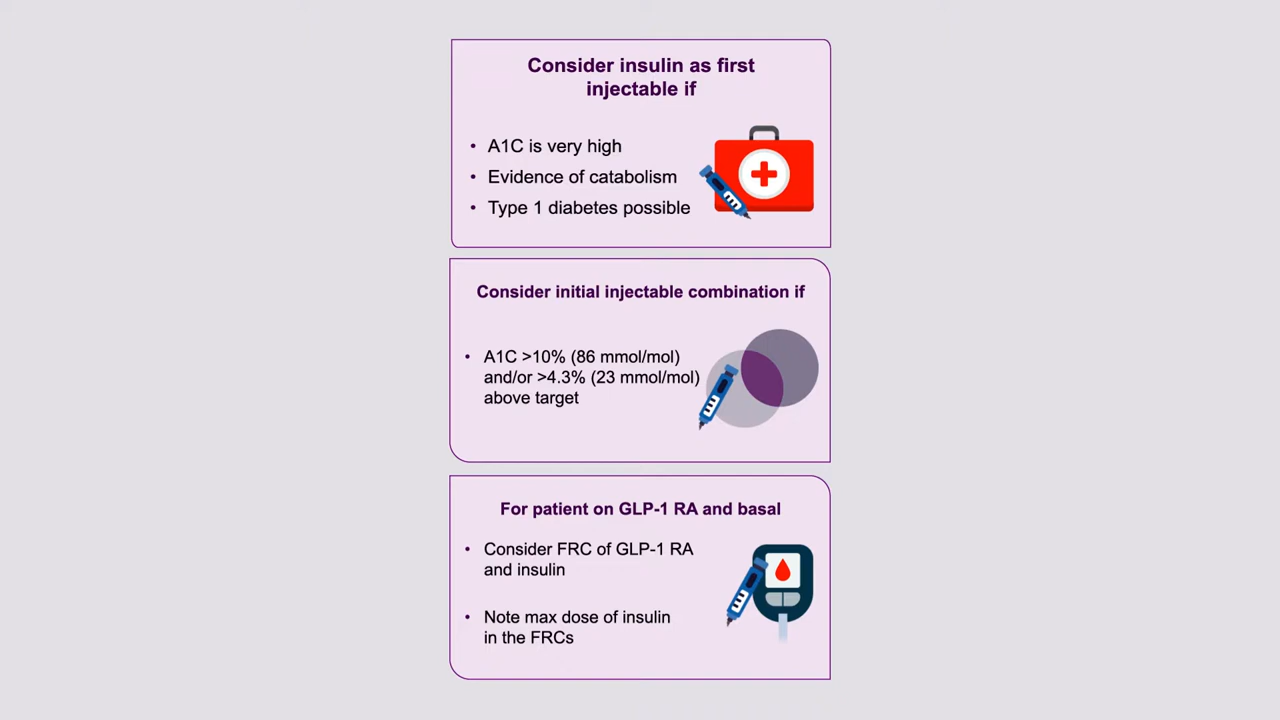 Consider insulin as first
injectable if
• A1C is very high
• Evidence of catabolism
• Type 1 diabetes possible
Consider initial injectable combination if
• A1C >10% (86 mmol/mol)
and/or >4.3% (23 mmol/mol)
above target
For patient on GLP-1 RA and basal
• Consider FRC of GLP-1 RA
and insulin
• Note max dose of insulin
in the FRCs